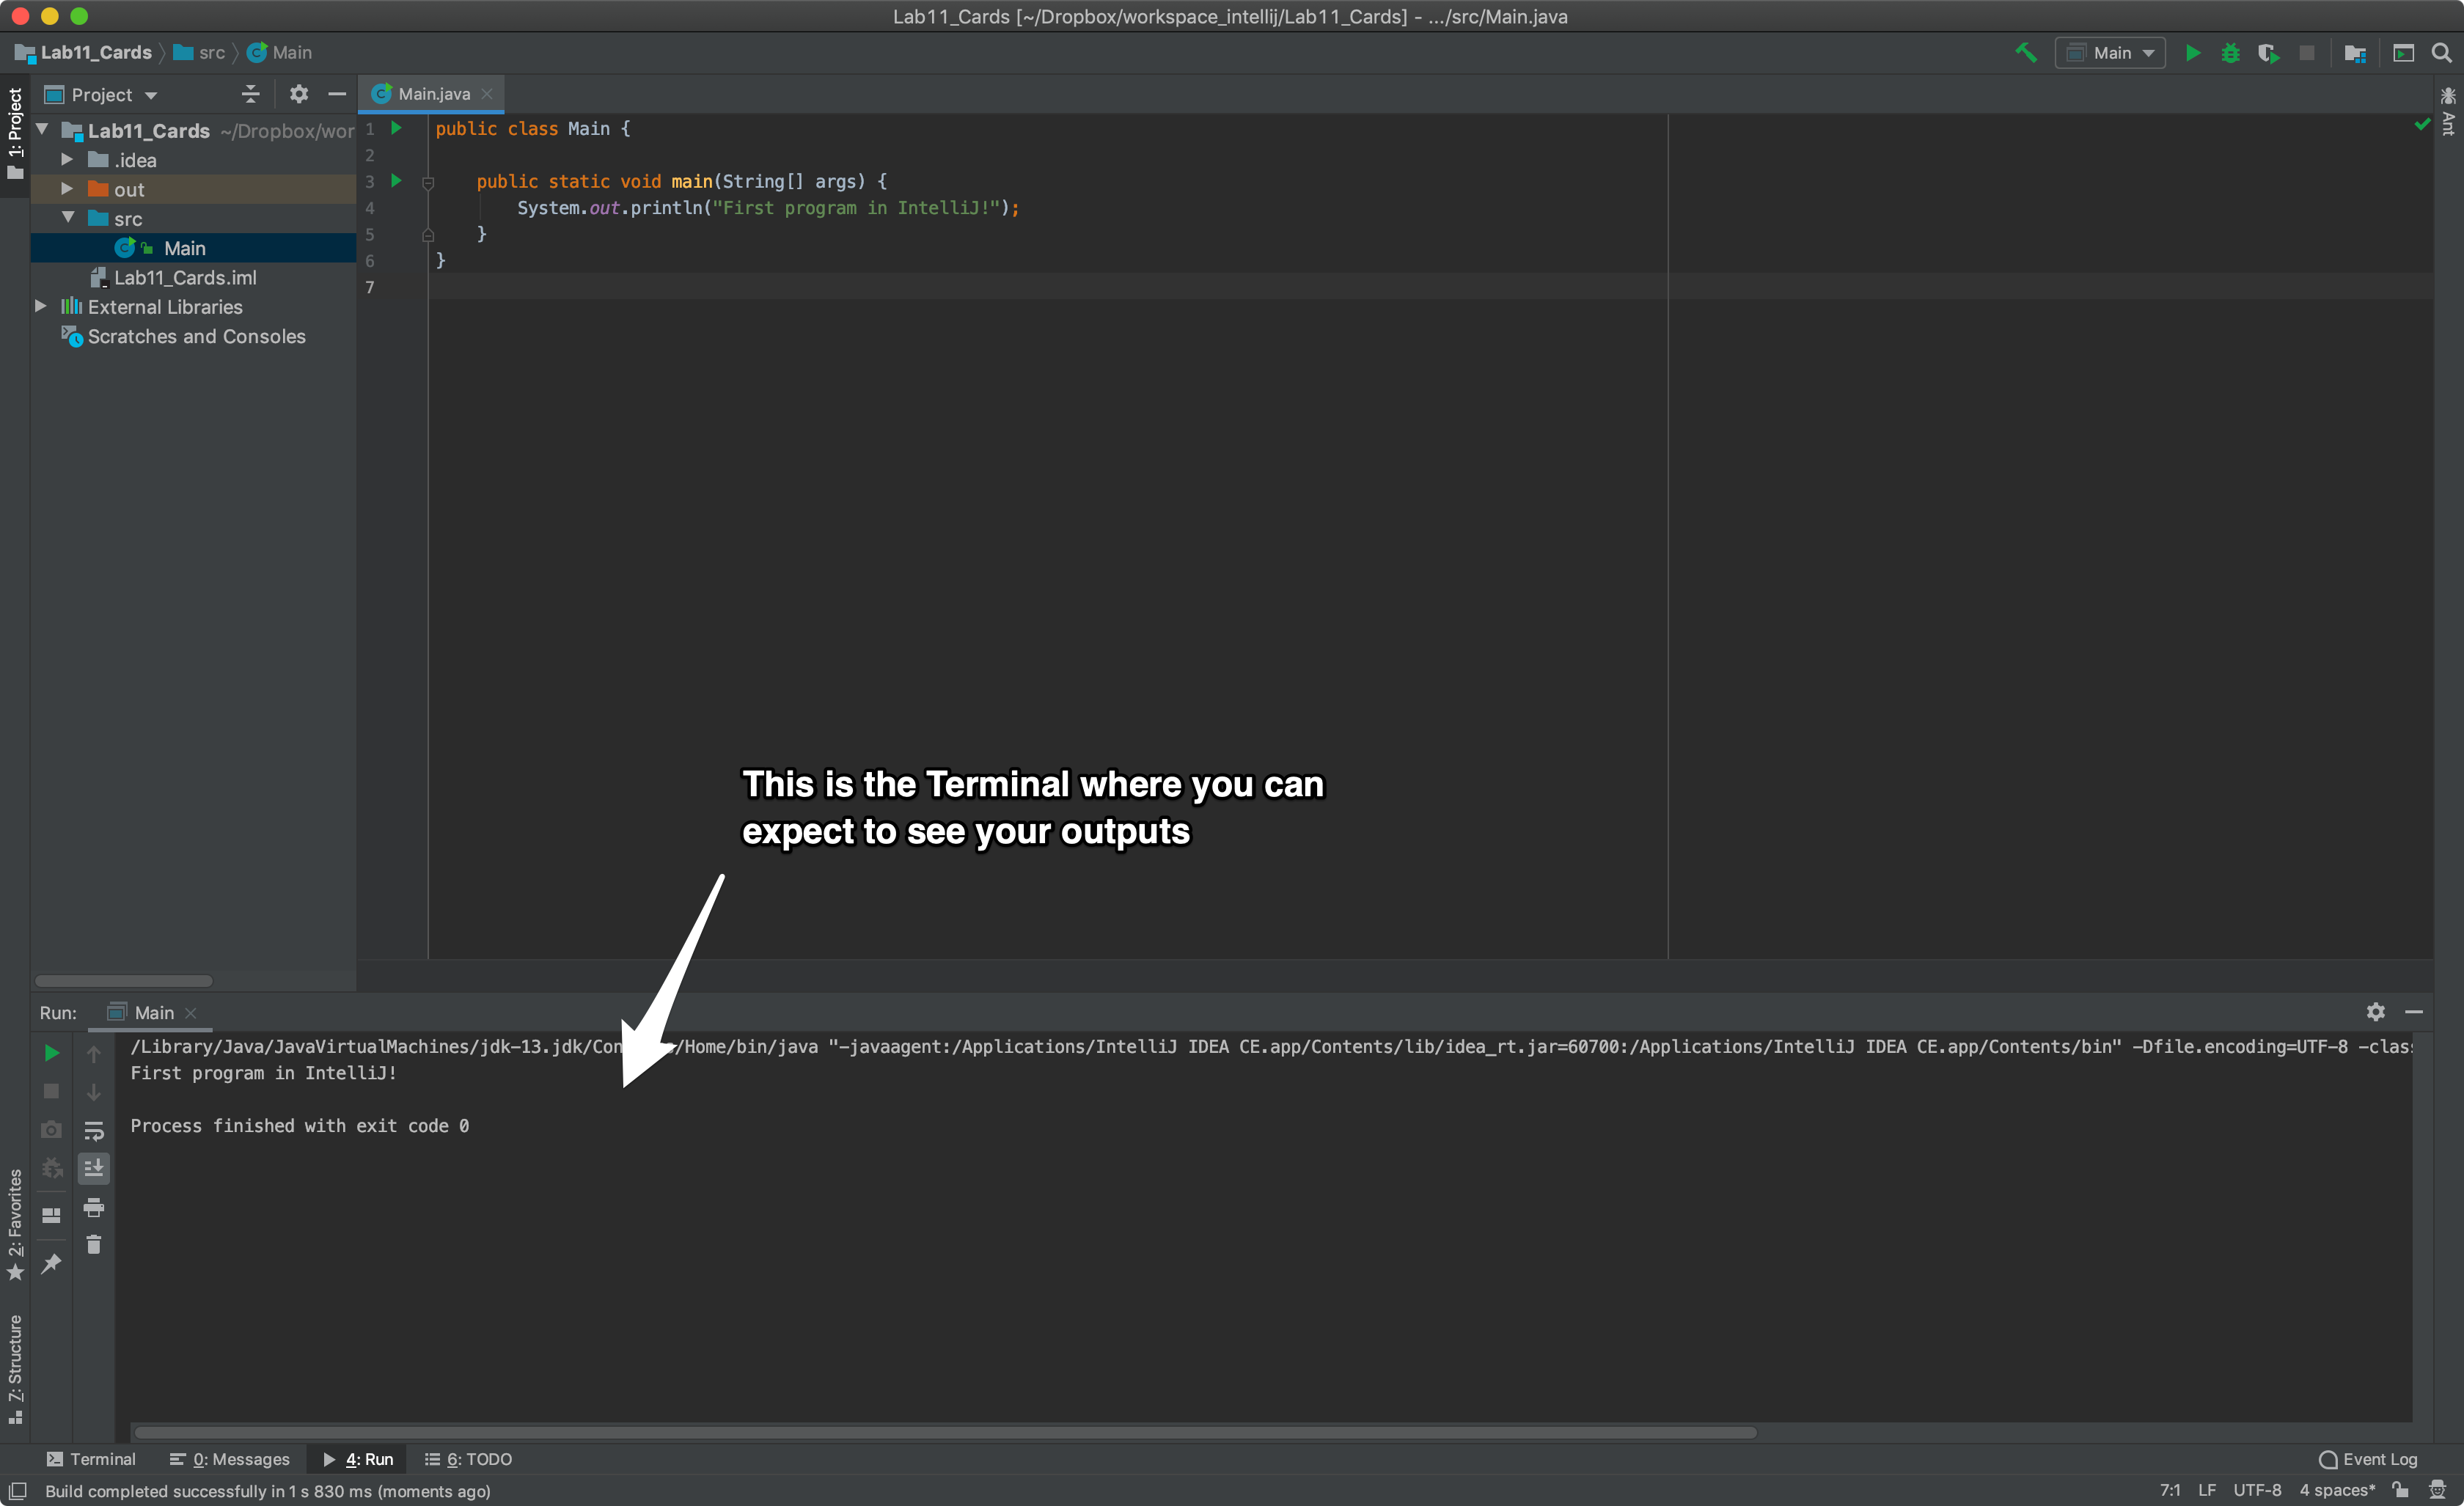 Lab11_Cards [~/Dropbox/workspace_intellij/Lab11_Cards] - .../src/Main.java
Lab11_Cards src Main
Main
1: Project
Project
Main.java
Ant
Lab11_Cards ~/Dropbox/wor
.idea
out
src
Main
Lab11_Cards.iml
External Libraries
Scratches and Consoles
1 public class Main {
2
3 public static void main(String[] args) {
4 System.out.println("First program in IntelliJ!");
5 }
6 }
7
This is the Terminal where you can
expect to see your outputs
Run: Main
/Library/Java/JavaVirtualMachines/jdk-13.jdk/Con /Home/bin/java "-javaagent:/Applications/IntelliJ IDEA CE.app/Contents/lib/idea_rt.jar=60700:/Applications/IntelliJ IDEA CE.app/Contents/bin" -Dfile.encoding=UTF-8 -clas
First program in IntelliJ!
Process finished with exit code 0
2: Favorites
7: Structure
Terminal 0: Messages 4: Run 6: TODO Event Log
Build completed successfully in 1 s 830 ms (moments ago) 7:1 LF UTF-8 4 spaces*